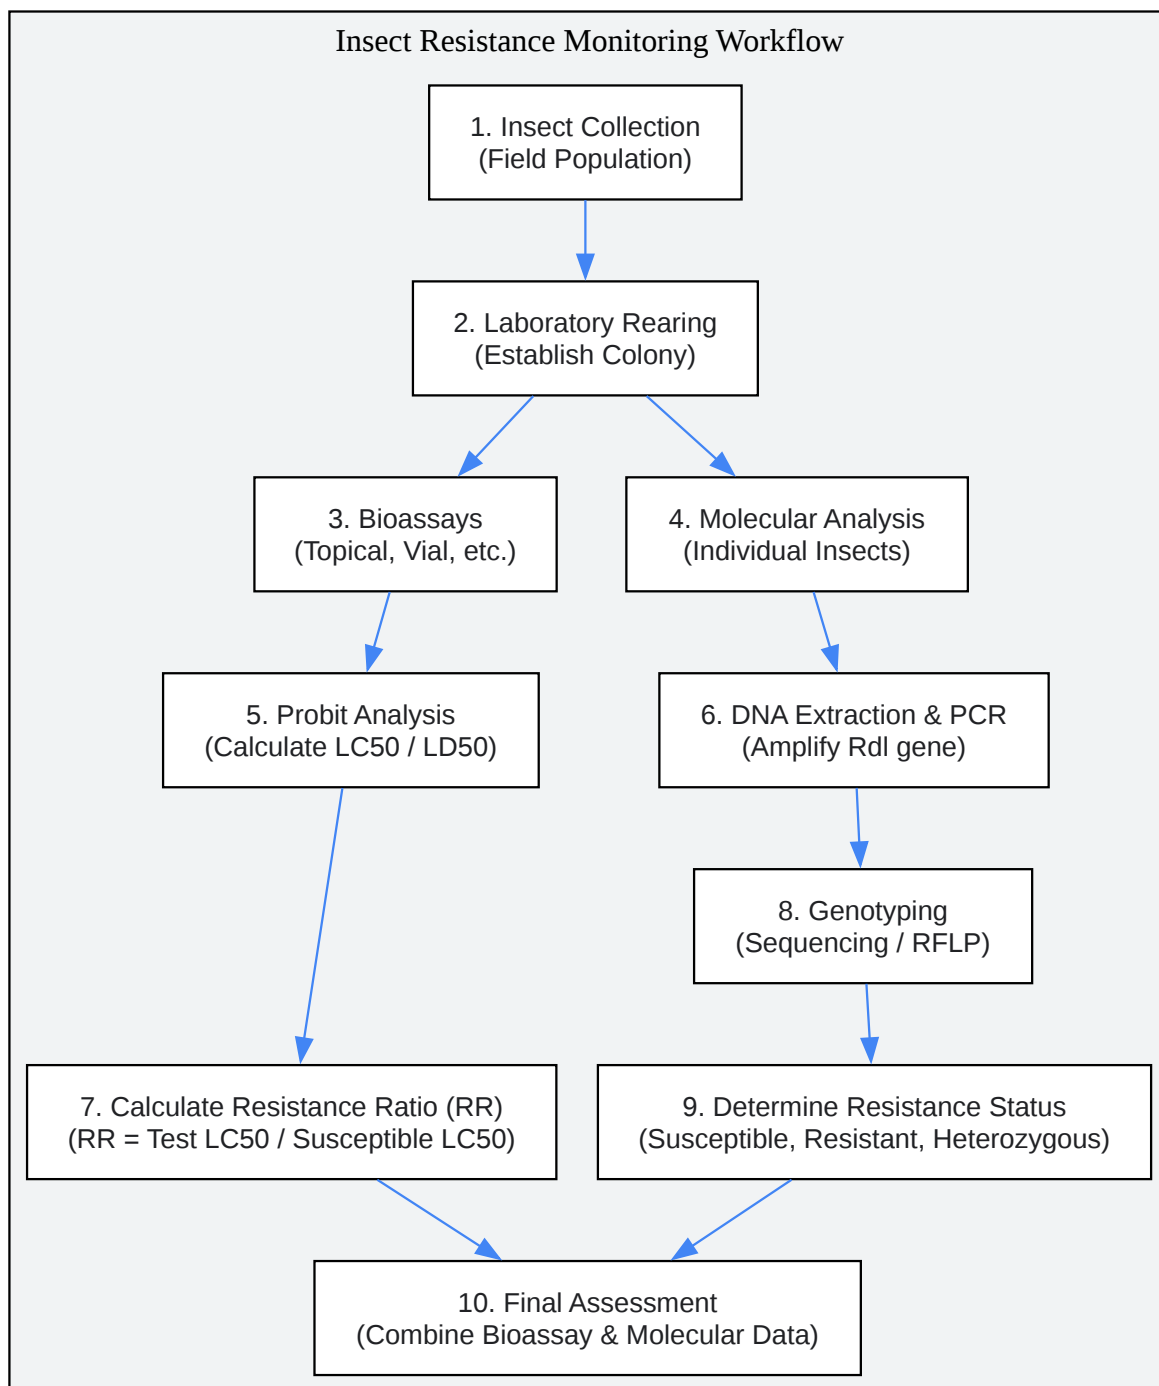 Insect Resistance Monitoring Workflow
1. Insect Collection
(Field Population)
2. Laboratory Rearing
(Establish Colony)
3. Bioassays
(Topical, Vial, etc.)
4. Molecular Analysis
(Individual Insects)
5. Probit Analysis
(Calculate LC50 / LD50)
6. DNA Extraction & PCR
(Amplify Rdl gene)
8. Genotyping
(Sequencing / RFLP)
7. Calculate Resistance Ratio (RR)
(RR = Test LC50 / Susceptible LC50)
9. Determine Resistance Status
(Susceptible, Resistant, Heterozygous)
10. Final Assessment
(Combine Bioassay & Molecular Data)